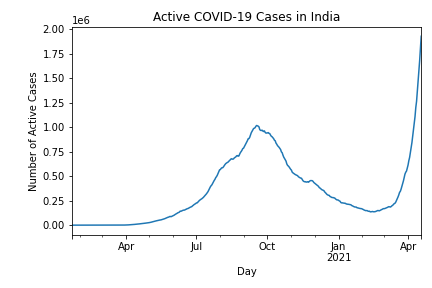 Active COVID-19 Cases in India
1e6
2.00
1.75
1.50
1.25
1.00
0.75
0.50
0.25
0.00
Number of Active Cases
Apr Jul Oct Jan Apr
2021
Day